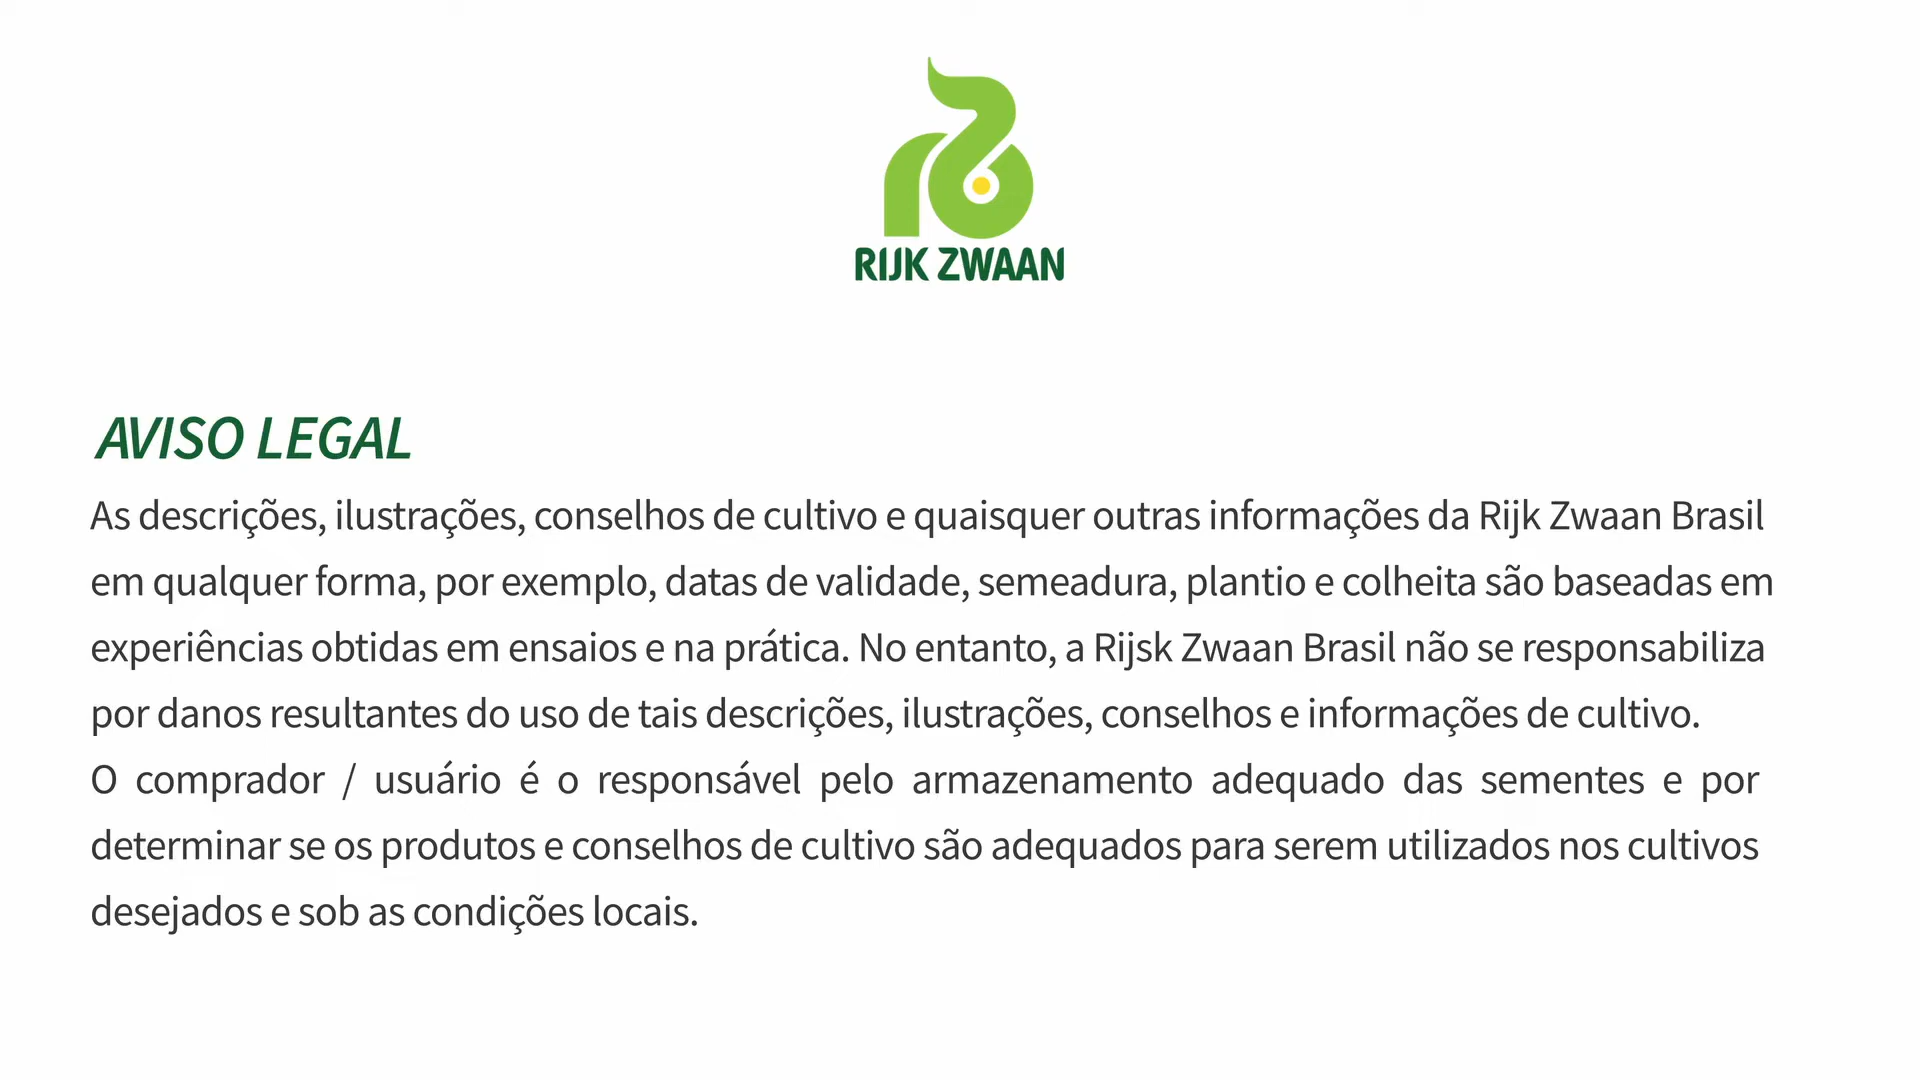 RIJK ZWAAN
AVISO LEGAL
As descrições, ilustrações, conselhos de cultivo e quaisquer outras informações da Rijk Zwaan Brasil
em qualquer forma, por exemplo, datas de validade, semeadura, plantio e colheita são baseadas em
experiências obtidas em ensaios e na prática. No entanto, a Rijsk Zwaan Brasil não se responsabiliza
por danos resultantes do uso de tais descrições, ilustrações, conselhos e informações de cultivo.
O comprador / usuário é o responsável pelo armazenamento adequado das sementes e por
determinar se os produtos e conselhos de cultivo são adequados para serem utilizados nos cultivos
desejados e sob as condições locais.